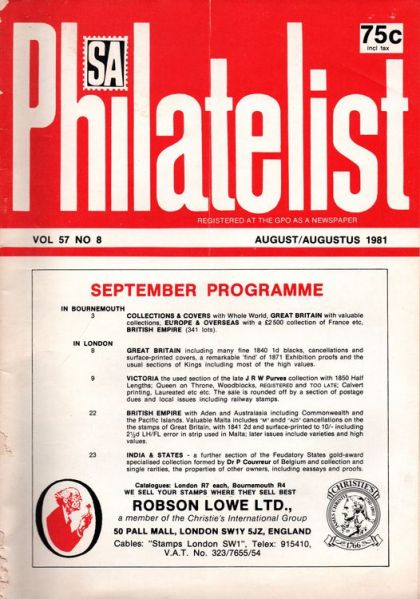 SA
Philatelist
75c
incl tax
REGISTERED AT THE GPO AS A NEWSPAPER
VOL 57 NO 8
AUGUST/AUGUSTUS 1981
SEPTEMBER PROGRAMME
IN BOURNEMOUTH
3 COLLECTIONS & COVERS with Whole World, GREAT BRITAIN with valuable
collections, EUROPE & OVERSEAS with a £2500 collection of France etc,
BRITISH EMPIRE (341 lots).
IN LONDON
8 GREAT BRITAIN including many fine 1840 1d blacks, cancellations and
surface-printed covers, a remarkable 'find' of 1871 Exhibition proofs and the
usual sections of Kings including most of the high values.
9 VICTORIA the used section of the late J R W Purves collection with 1850 Half
Lengths; Queen on Throne, Woodblocks, REGISTERED and TOO LATE; Calvert
printing, Laureated etc etc. The sale is rounded off by a section of postage
dues and local issues including railway stamps.
22 BRITISH EMPIRE with Aden and Australasia including Commonwealth and
the Pacific Islands. Valuable Malta includes "M" andd "A25" cancellations on the
the stamps of Great Britain, with 1841 2d and surface-printed to 10/- including
2½d LH/FL error in strip used in Malta; later issues include varieties and high
values.
23 INDIA & STATES - a further section of the Feudatory States gold-award
specialised collection formed by Dr P Couvreur of Belgium and collection and
single rarities, the properties of other owners, including eassays and proofs.
Catalogues: London R7 each, Bournemouth R4
WE SELL YOUR STAMPS WHERE THEY SELL BEST
ROBSON LOWE LTD.,
a member of the Christie's International Group
50 PALL MALL, LONDON SW1Y 5JZ, ENGLAND
Cables: "Stamps London SW1", Telex: 915410,
V.A.T. No. 323/7655/54
CHRISTIE'S
1766